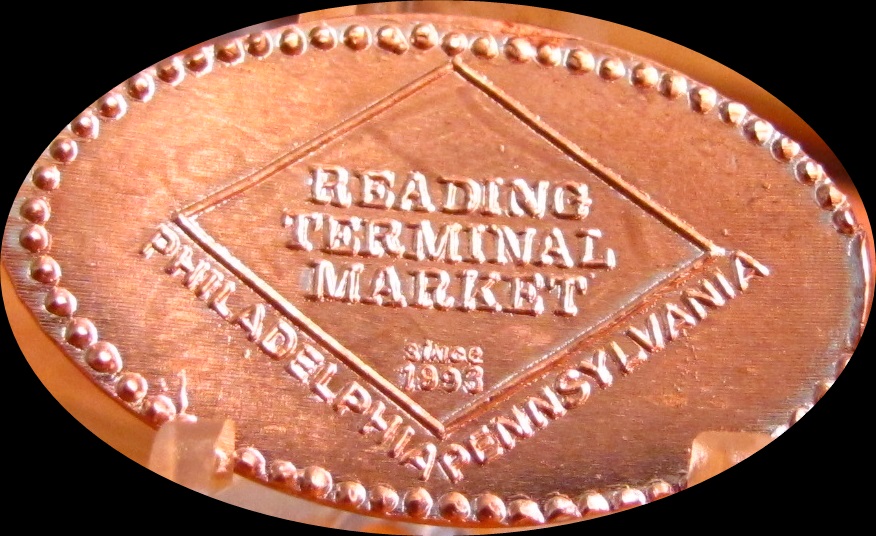 READING
TERMINAL
MARKET
since
1993
PHILADELPHIA
PENNSYLVANIA